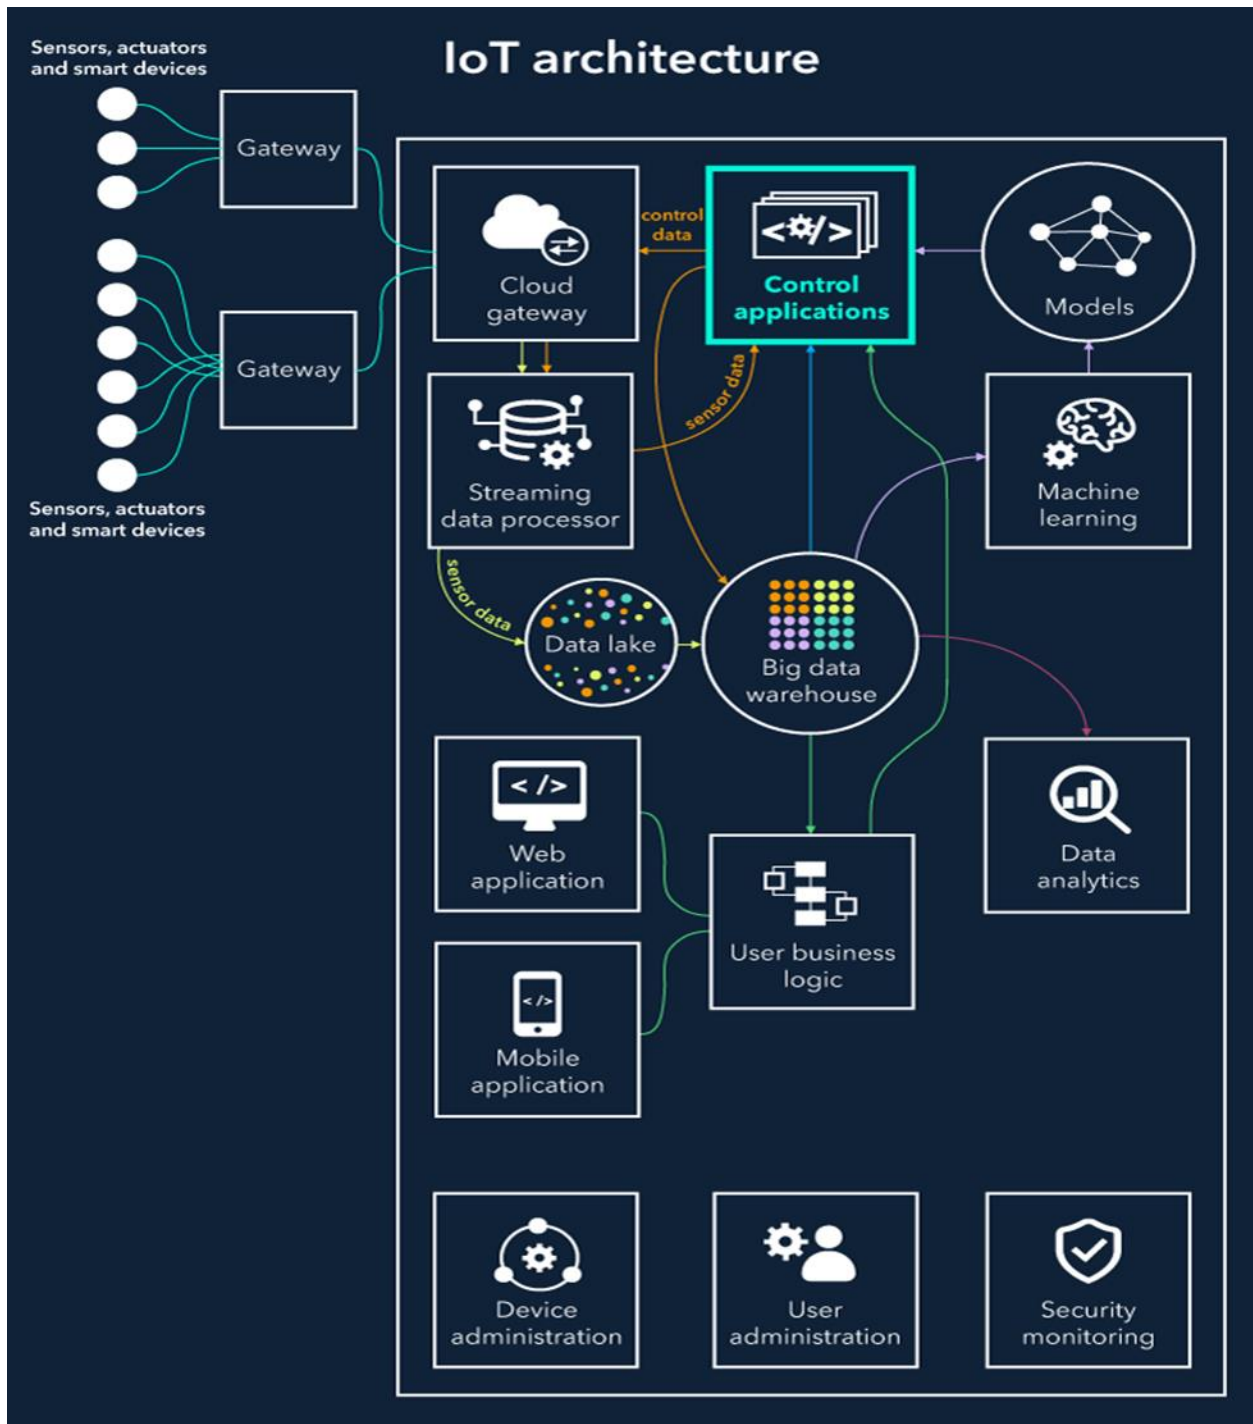 IoT architecture
Sensors, actuators
and smart devices
Gateway
Gateway
Sensors, actuators
and smart devices
Cloud
gateway
control
data
</>
Control
applications
Models
Streaming
data processor
sensor data
Machine
learning
sensor data
Data lake
Big data
warehouse
</>
Web
application
User business
logic
Data
analytics
</>
Mobile
application
Device
administration
User
administration
Security
monitoring